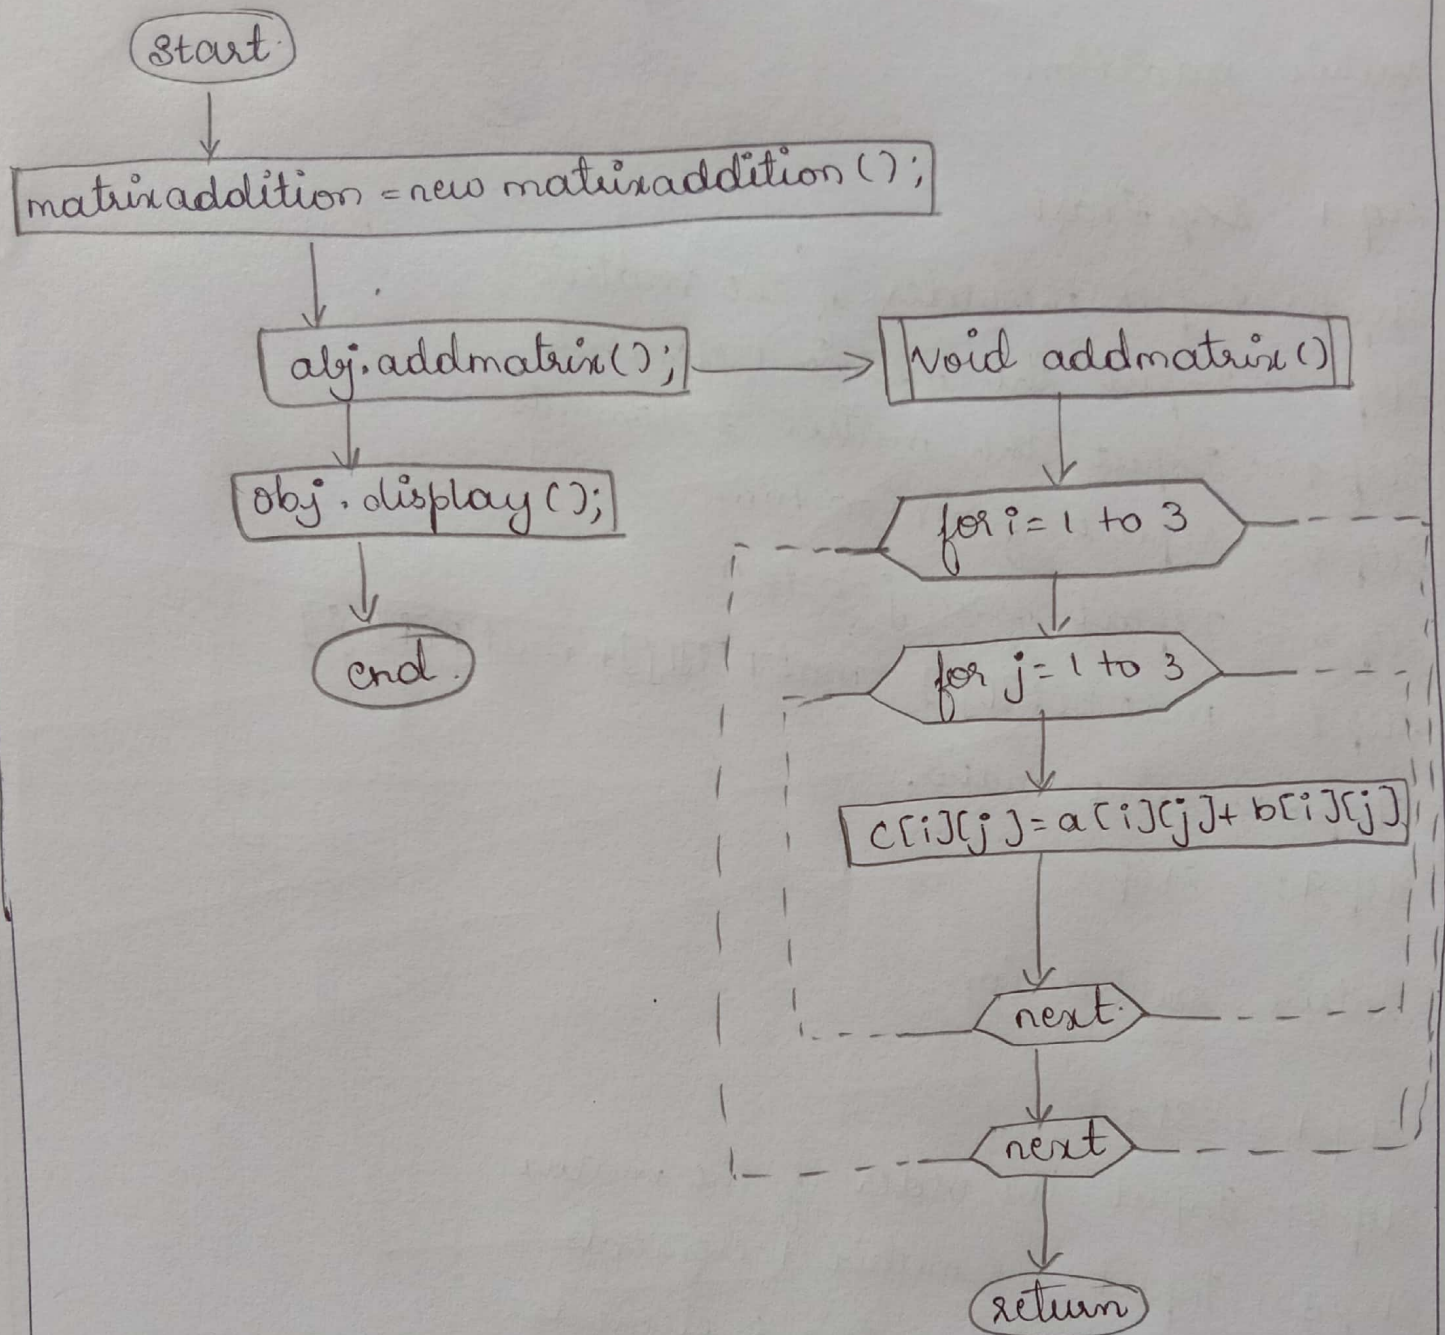 start.
matrixaddition = new matrixaddition();
obj.addmatrix();
void addmatrix()
obj.display();
for i = 1 to 3
end.
for j = 1 to 3
c[i][j] = a[i][j] + b[i][j]
next.
next
return